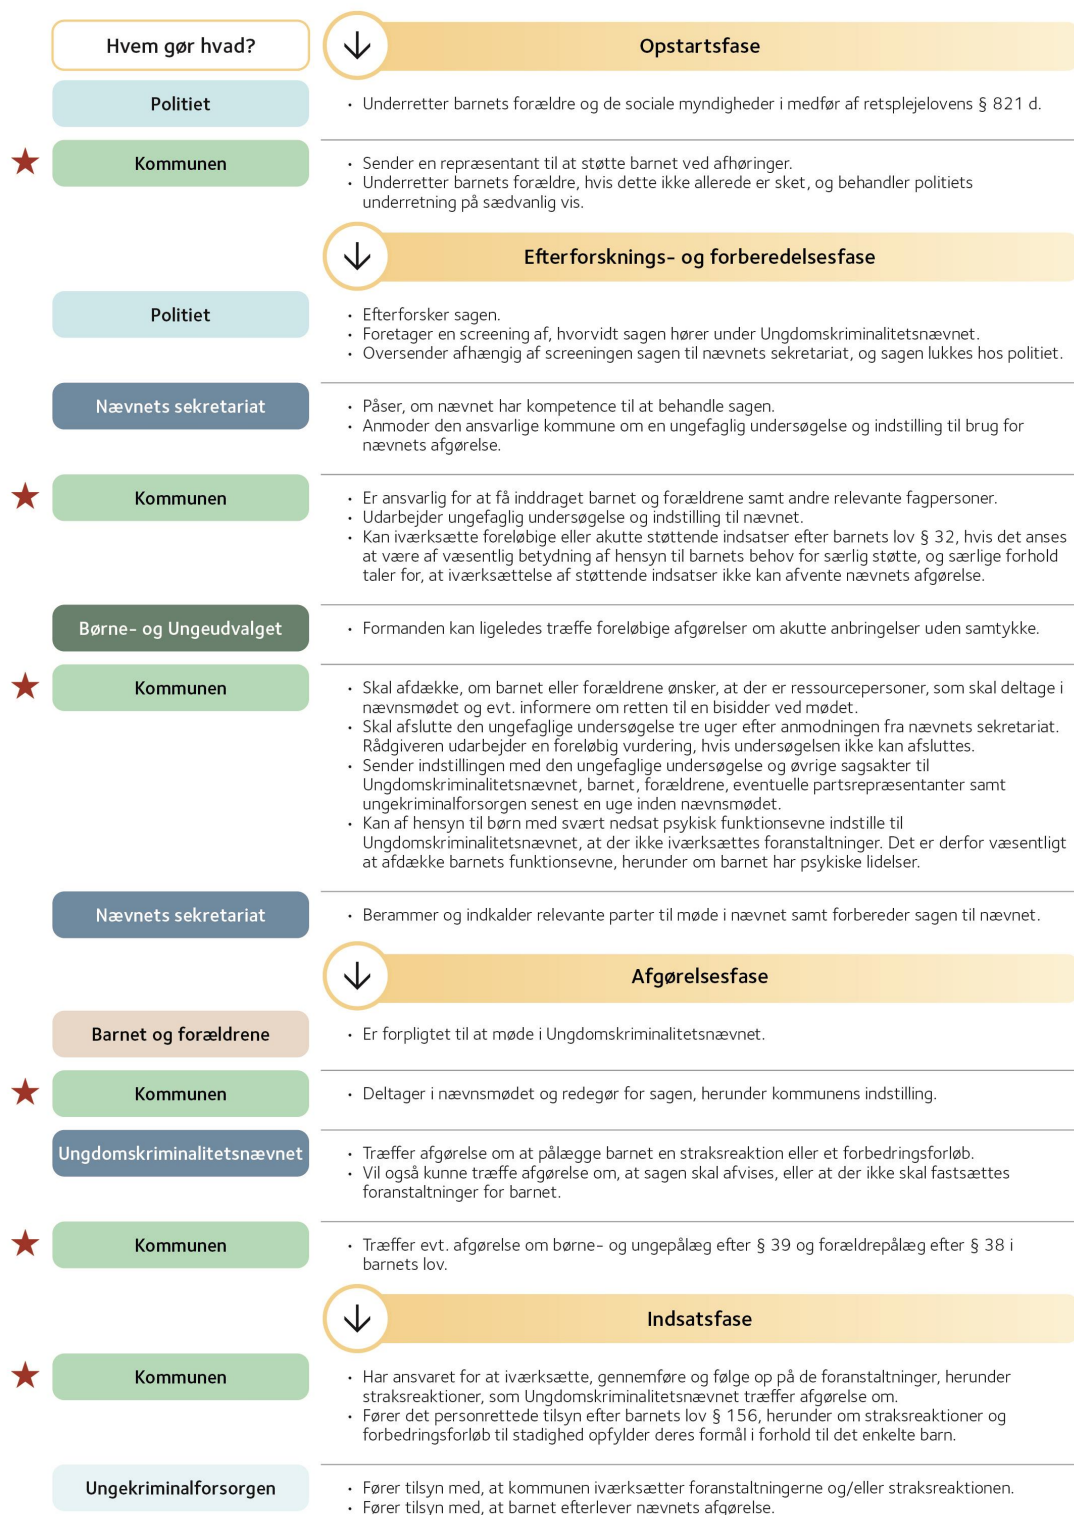 Hvem gør hvad?
Opstartsfase
Politiet
• Underretter barnets forældre og de sociale myndigheder i medfør af retsplejelovens § 821 d.
Kommunen
• Sender en repræsentant til at støtte barnet ved afhøringer.
• Underretter barnets forældre, hvis dette ikke allerede er sket, og behandler politiets
underretning på sædvanlig vis.
Efterforsknings- og forberedelsesfase
Politiet
• Efterforsker sagen.
• Foretager en screening af, hvorvidt sagen hører under Ungdomskriminalitetsnævnet.
• Oversender afhængig af screeningen sagen til nævnets sekretariat, og sagen lukkes hos politiet.
Nævnets sekretariat
• Påser, om nævnet har kompetence til at behandle sagen.
• Anmoder den ansvarlige kommune om en ungefaglig undersøgelse og indstilling til brug for
nævnets afgørelse.
Kommunen
• Er ansvarlig for at få inddraget barnet og forældrene samt andre relevante fagpersoner.
• Udarbejder ungefaglig undersøgelse og indstilling til nævnet.
• Kan iværksætte foreløbige eller akutte støttende indsatser efter barnets lov § 32, hvis det anses
at være af væsentlig betydning af hensyn til barnets behov for særlig støtte, og særlige forhold
taler for, at iværksættelse af støttende indsatser ikke kan afvente nævnets afgørelse.
Børne- og Ungeudvalget
• Formanden kan ligeledes træffe foreløbige afgørelser om akutte anbringelser uden samtykke.
Kommunen
• Skal afdække, om barnet eller forældrene ønsker, at der er ressourcepersoner, som skal deltage i
nævnsmødet og evt. informere om retten til en bisidder ved mødet.
• Skal afslutte den ungefaglige undersøgelse tre uger efter anmodningen fra nævnets sekretariat.
Rådgiveren udarbejder en foreløbig vurdering, hvis undersøgelsen ikke kan afsluttes.
• Sender indstillingen med den ungefaglige undersøgelse og øvrige sagsakter til
Ungdomskriminalitetsnævnet, barnet, forældrene, eventuelle partsrepræsentanter samt
ungekriminalforsorgen senest en uge inden nævnsmødet.
• Kan af hensyn til børn med svært nedsat psykisk funktionsevne indstille til
Ungdomskriminalitetsnævnet, at der ikke iværksættes foranstaltninger. Det er derfor væsentligt
at afdække barnets funktionsevne, herunder om barnet har psykiske lidelser.
Nævnets sekretariat
• Berammer og indkalder relevante parter til møde i nævnet samt forbereder sagen til nævnet.
Afgørelsesfase
Barnet og forældrene
• Er forpligtet til at møde i Ungdomskriminalitetsnævnet.
Kommunen
• Deltager i nævnsmødet og redegør for sagen, herunder kommunens indstilling.
Ungdomskriminalitetsnævnet
• Træffer afgørelse om at pålægge barnet en straksreaktion eller et forbedringsforløb.
• Vil også kunne træffe afgørelse om, at sagen skal afvises, eller at der ikke skal fastsættes
foranstaltninger for barnet.
Kommunen
• Træffer evt. afgørelse om børne- og ungepålæg efter § 39 og forældrepålæg efter § 38 i
barnets lov.
Indsatsfase
Kommunen
• Har ansvaret for at iværksætte, gennemføre og følge op på de foranstaltninger, herunder
straksreaktioner, som Ungdomskriminalitetsnævnet træffer afgørelse om.
• Fører det personrettede tilsyn efter barnets lov § 156, herunder om straksreaktioner og
forbedringsforløb til stadighed opfylder deres formål i forhold til det enkelte barn.
Ungekriminalforsorgen
• Fører tilsyn med, at kommunen iværksætter foranstaltningerne og/eller straksreaktionen.
• Fører tilsyn med, at barnet efterlever nævnets afgørelse.